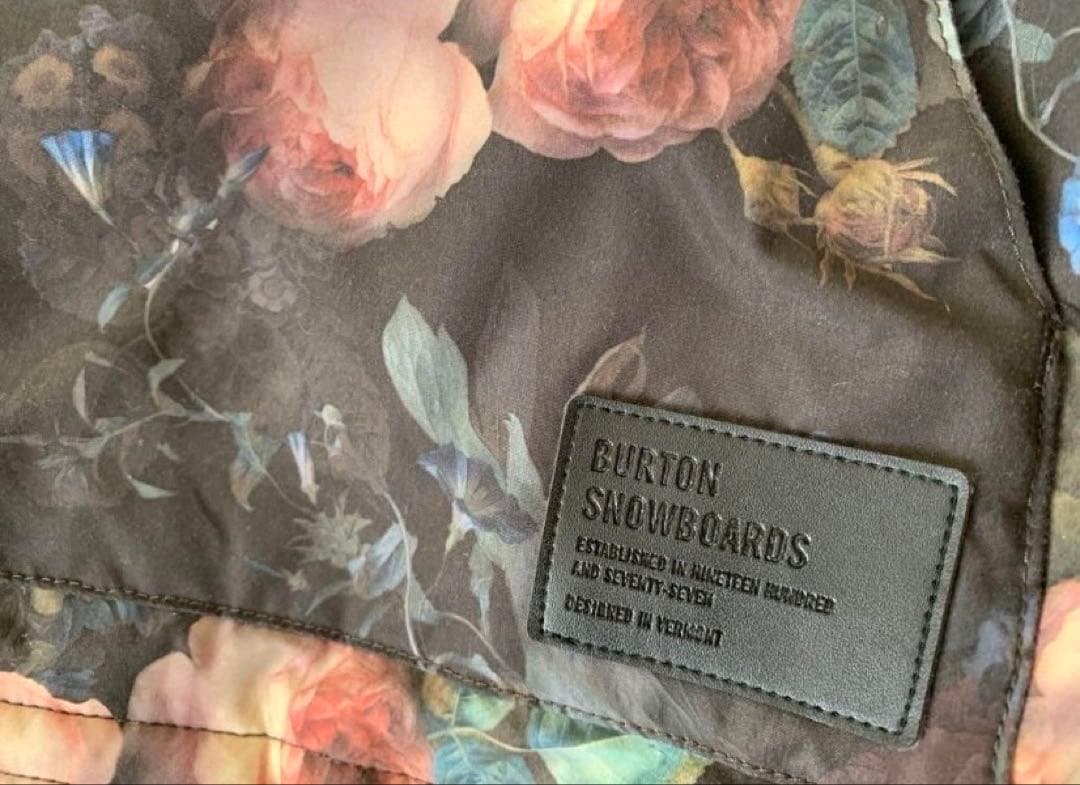 BURTON
SNOWBOARDS
ESTABLISHED IN NINETEEN HUNDRED
AND SEVENTY-SEVEN
DESIGNED IN VERMONT